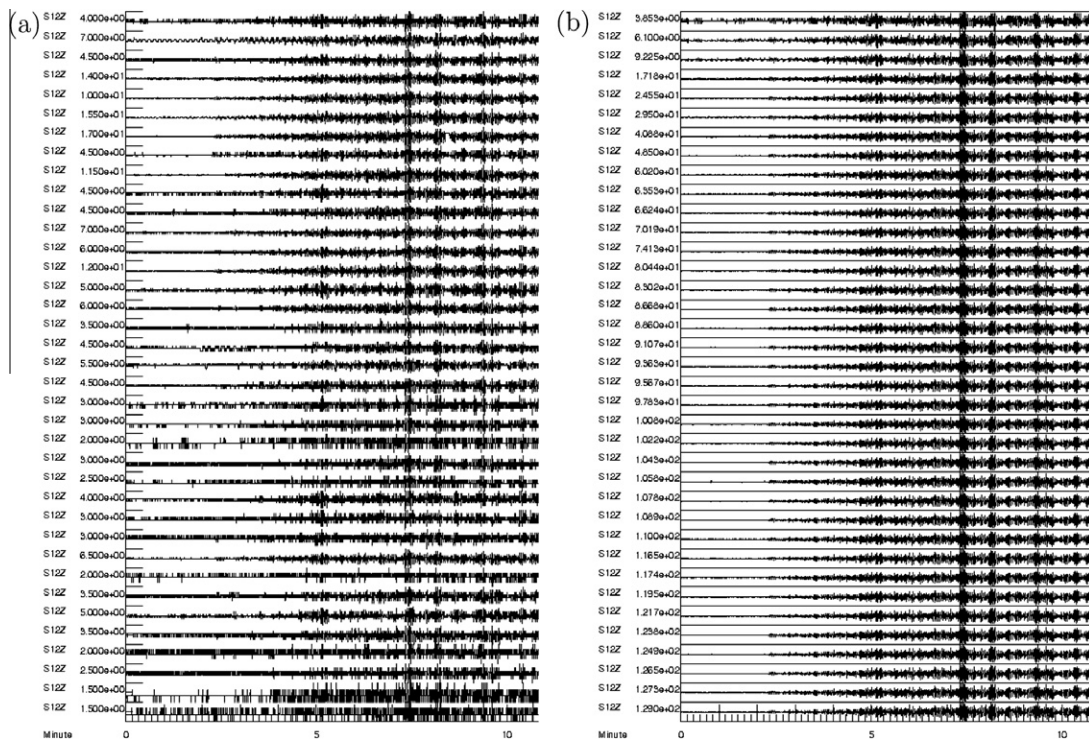 (a)
S12Z 4.000e+00
S12Z 7.000e+00
S12Z 4.500e+00
S12Z 1.400e+01
S12Z 1.000e+01
S12Z 1.550e+01
S12Z 1.700e+01
S12Z 4.500e+00
S12Z 1.150e+01
S12Z 4.500e+00
S12Z 4.500e+00
S12Z 7.000e+00
S12Z 6.000e+00
S12Z 1.200e+01
S12Z 5.000e+00
S12Z 6.000e+00
S12Z 3.500e+00
S12Z 4.500e+00
S12Z 5.500e+00
S12Z 4.500e+00
S12Z 3.000e+00
S12Z 3.000e+00
S12Z 2.000e+00
S12Z 3.000e+00
S12Z 2.500e+00
S12Z 4.000e+00
S12Z 3.000e+00
S12Z 3.000e+00
S12Z 6.500e+00
S12Z 2.000e+00
S12Z 3.500e+00
S12Z 5.000e+00
S12Z 3.500e+00
S12Z 2.000e+00
S12Z 2.500e+00
S12Z 1.500e+00
S12Z 1.500e+00
Minute 0 5 10
(b)
S12Z 3.853e+00
S12Z 6.100e+00
S12Z 9.225e+00
S12Z 1.718e+01
S12Z 2.455e+01
S12Z 2.950e+01
S12Z 4.088e+01
S12Z 4.850e+01
S12Z 6.020e+01
S12Z 6.353e+01
S12Z 6.624e+01
S12Z 7.019e+01
S12Z 7.413e+01
S12Z 8.044e+01
S12Z 8.502e+01
S12Z 8.668e+01
S12Z 8.860e+01
S12Z 9.107e+01
S12Z 9.363e+01
S12Z 9.587e+01
S12Z 9.783e+01
S12Z 1.008e+02
S12Z 1.022e+02
S12Z 1.043e+02
S12Z 1.058e+02
S12Z 1.078e+02
S12Z 1.089e+02
S12Z 1.100e+02
S12Z 1.165e+02
S12Z 1.174e+02
S12Z 1.195e+02
S12Z 1.217e+02
S12Z 1.238e+02
S12Z 1.249e+02
S12Z 1.265e+02
S12Z 1.273e+02
S12Z 1.290e+02
Minute 0 5 10